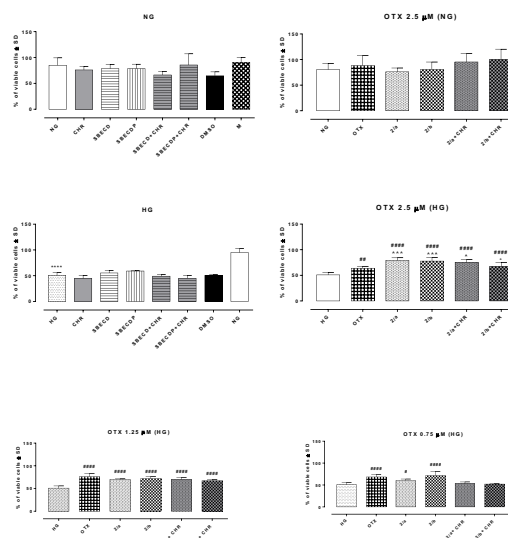 NG
% of viable cells ± SD
150
100
50
0
NG
CHR
SBECD
SBECDP
SBECD+CHR
SBECDP+CHR
DMSO
M
OTX 2.5 µM (NG)
% of viable cells ± SD
150
100
50
0
NG
OTX
2/a
2/b
2/a+CHR
2/b+CHR
HG
% of viable cells ± SD
150
100
50
0
****
HG
CHR
SBECD
SBECDP
SBECD+CHR
SBECDP+CHR
DMSO
NG
OTX 2.5 µM (HG)
% of viable cells ± SD
150
100
50
0
##
####
***
####
***
####
*
####
*
HG
OTX
2/a
2/b
2/a+CHR
2/b+CHR
OTX 1.25 µM (HG)
% of viable cells ± SD
150
100
50
0
####
####
####
####
####
HG
OTX
2/a
2/b
+ CHR
+ CHR
OTX 0.75 µM (HG)
% of viable cells ± SD
150
100
50
0
####
#
####
HG
OTX
2/a
2/b
2/a+ CHR
2/b+ CHR